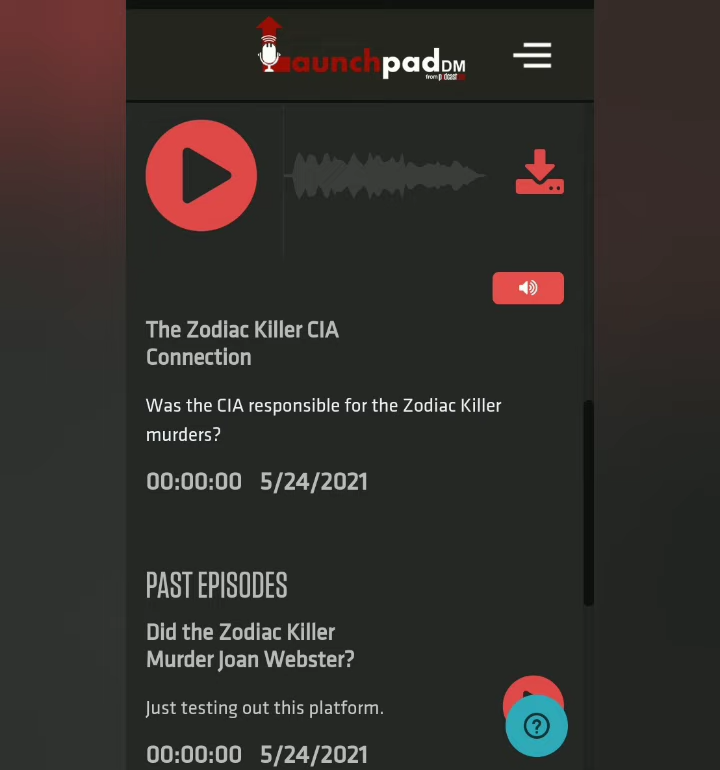 launchpadDM
from podcast
The Zodiac Killer CIA
Connection
Was the CIA responsible for the Zodiac Killer
murders?
00:00:00 5/24/2021
PAST EPISODES
Did the Zodiac Killer
Murder Joan Webster?
Just testing out this platform.
00:00:00 5/24/2021